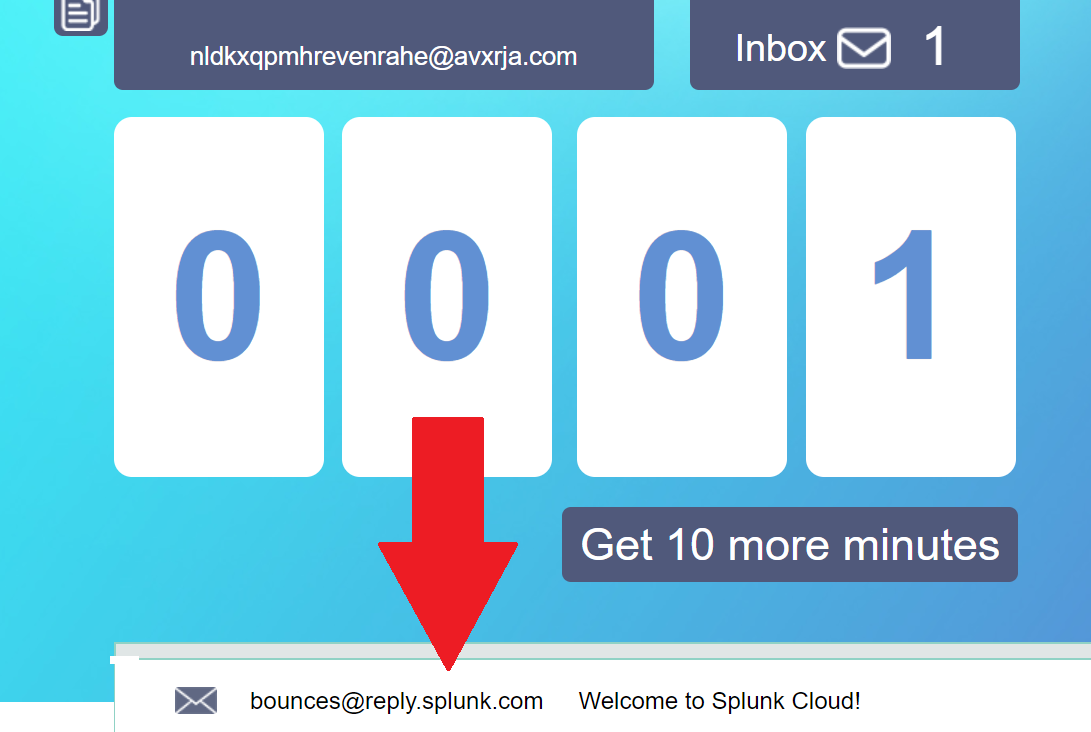 nldkxqpmhrevenrahe@avxrja.com
Inbox 1
0 0 0 1
Get 10 more minutes
bounces@reply.splunk.com Welcome to Splunk Cloud!